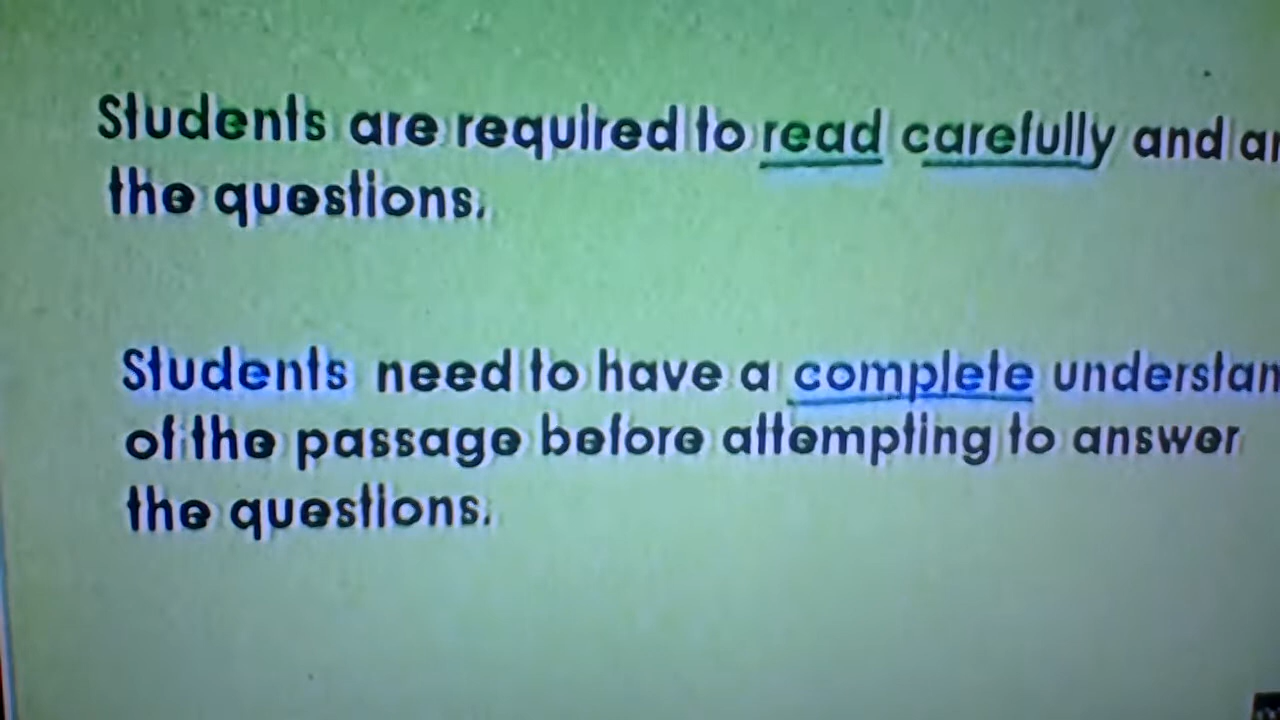 Students are required to read carefully and
the questions.
Students need to have a complete
of the passage before attempting to answer
the questions.